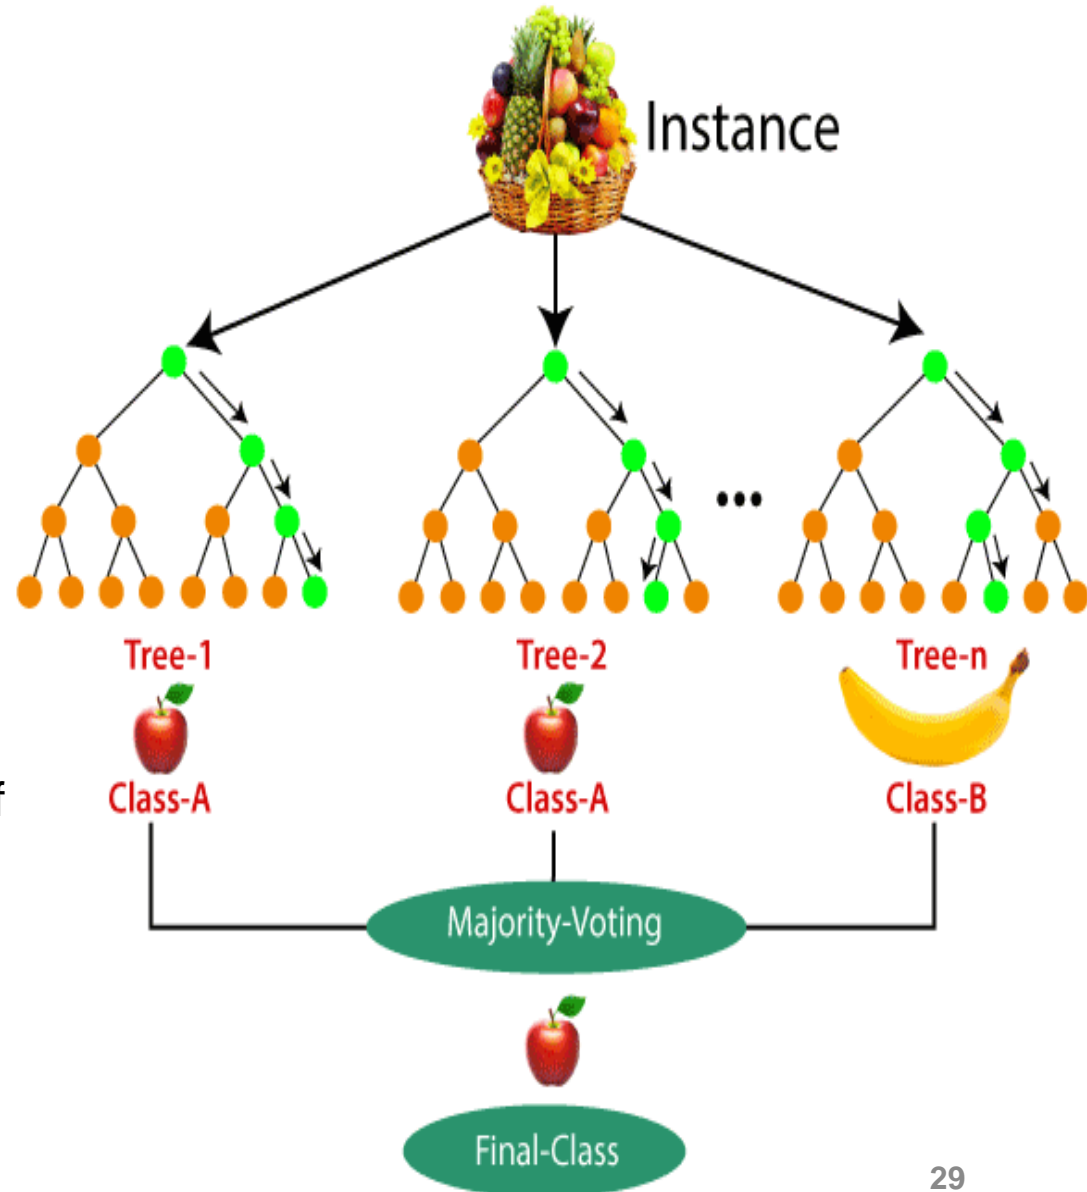 Instance
...
Tree-1 Tree-2 Tree-n
f
Class-A Class-A Class-B
Majority-Voting
Final-Class
29